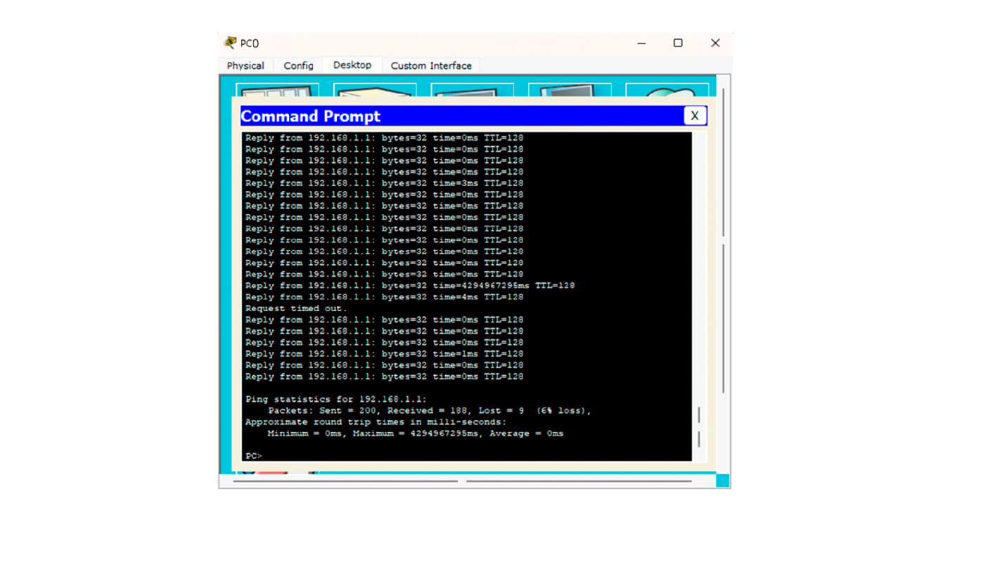 PC0
Physical Config Desktop Custom Interface
Command Prompt X
Reply from 192.168.1.1: bytes=32 time=0ms TTL=128
Reply from 192.168.1.1: bytes=32 time=0ms TTL=128
Reply from 192.168.1.1: bytes=32 time=0ms TTL=128
Reply from 192.168.1.1: bytes=32 time=0ms TTL=128
Reply from 192.168.1.1: bytes=32 time=3ms TTL=128
Reply from 192.168.1.1: bytes=32 time=0ms TTL=128
Reply from 192.168.1.1: bytes=32 time=0ms TTL=128
Reply from 192.168.1.1: bytes=32 time=0ms TTL=128
Reply from 192.168.1.1: bytes=32 time=0ms TTL=128
Reply from 192.168.1.1: bytes=32 time=0ms TTL=128
Reply from 192.168.1.1: bytes=32 time=0ms TTL=128
Reply from 192.168.1.1: bytes=32 time=0ms TTL=128
Reply from 192.168.1.1: bytes=32 time=0ms TTL=128
Reply from 192.168.1.1: bytes=32 time=4294967295ms TTL=128
Reply from 192.168.1.1: bytes=32 time=4ms TTL=128
Request timed out.
Reply from 192.168.1.1: bytes=32 time=0ms TTL=128
Reply from 192.168.1.1: bytes=32 time=0ms TTL=128
Reply from 192.168.1.1: bytes=32 time=0ms TTL=128
Reply from 192.168.1.1: bytes=32 time=1ms TTL=128
Reply from 192.168.1.1: bytes=32 time=0ms TTL=128
Reply from 192.168.1.1: bytes=32 time=0ms TTL=128
Ping statistics for 192.168.1.1:
Packets: Sent = 200, Received = 188, Lost = 9 (6% loss),
Approximate round trip times in milli-seconds:
Minimum = 0ms, Maximum = 4294967295ms, Average = 0ms
PC>